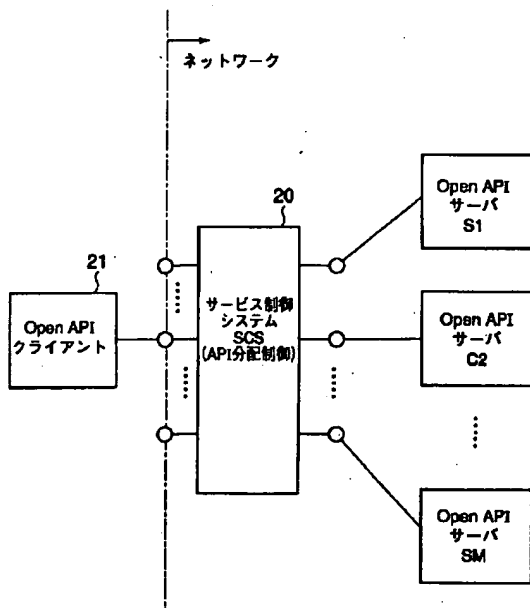 ネットワーク
20
Open API
サーバ
S1
21
Open API
クライアント
サービス制御
システム
SCS
(API分配制御)
Open API
サーバ
C2
Open API
サーバ
SM